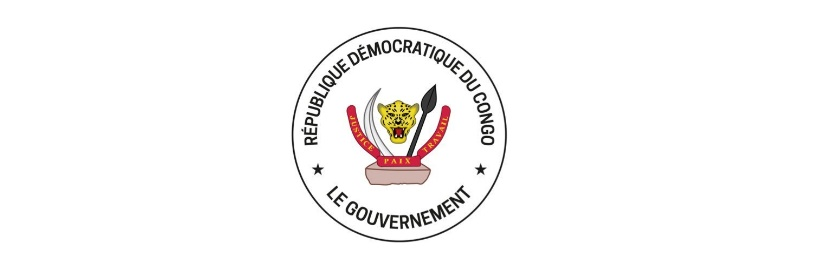 RÉPUBLIQUE DÉMOCRATIQUE DU CONGO
JUSTICE
PAIX
TRAVAIL
LE GOUVERNEMENT